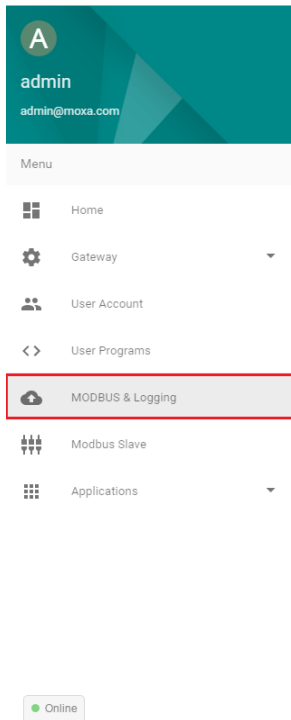 A
admin
admin@moxa.com
Menu
Home
Gateway
User Account
User Programs
MODBUS & Logging
Modbus Slave
Applications
Online